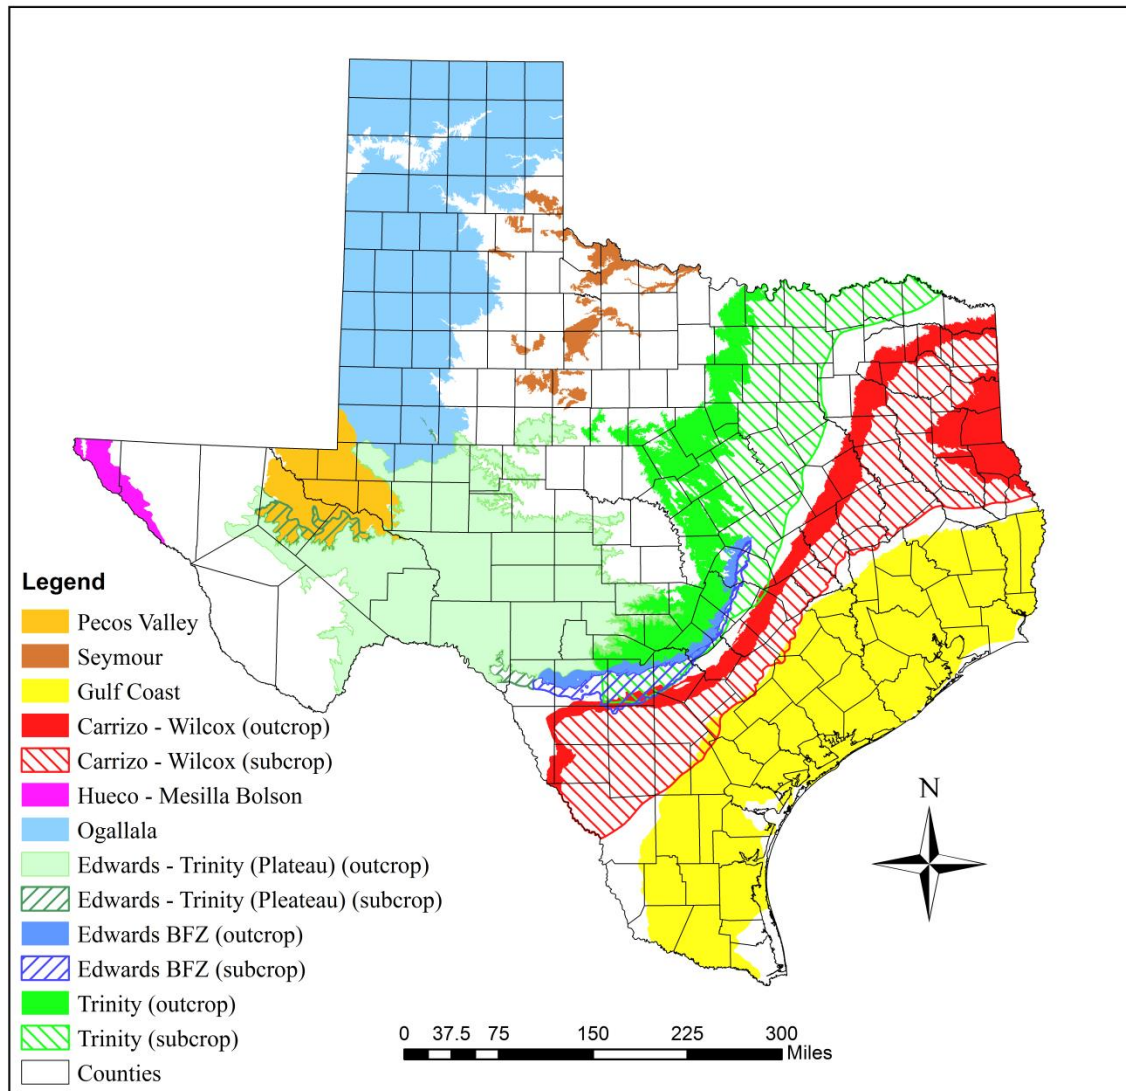 Legend
Pecos Valley
Seymour
Gulf Coast
Carrizo - Wilcox (outcrop)
Carrizo - Wilcox (subcrop)
Hueco - Mesilla Bolson
Ogallala
Edwards - Trinity (Plateau) (outcrop)
Edwards - Trinity (Pleateau) (subcrop)
Edwards BFZ (outcrop)
Edwards BFZ (subcrop)
Trinity (outcrop)
Trinity (subcrop)
Counties
N
0 37.5 75 150 225 300
Miles